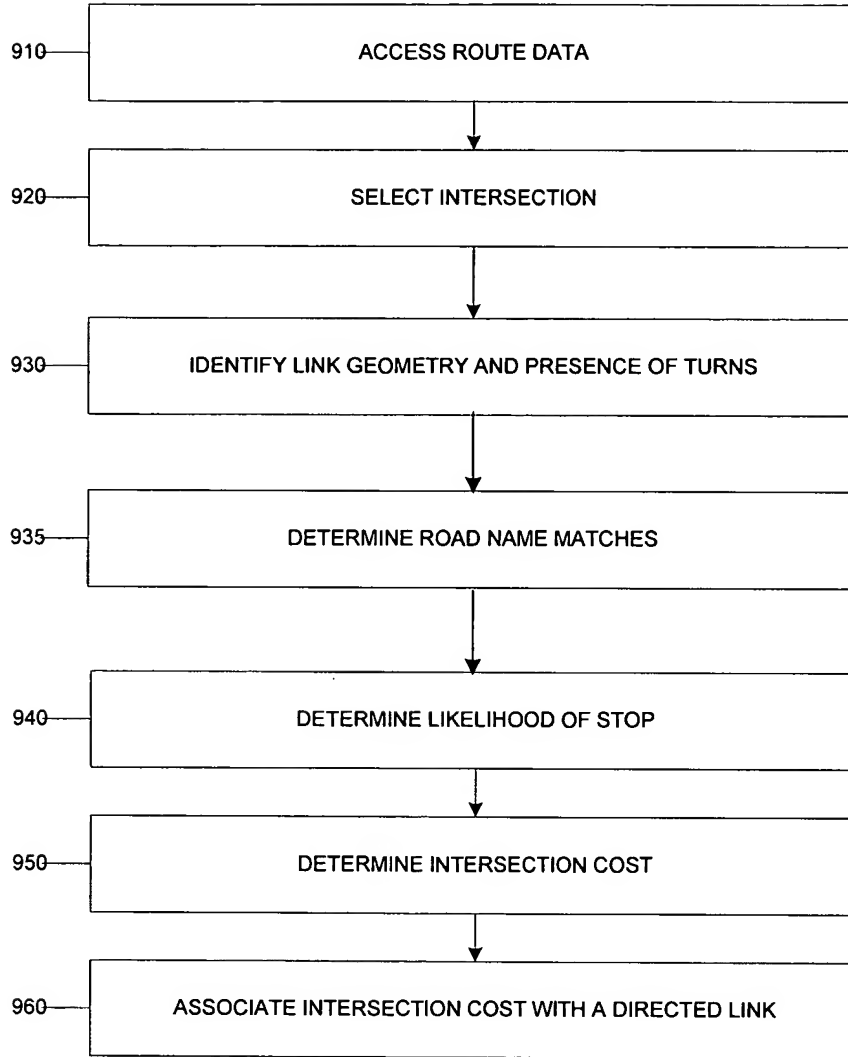 910 ACCESS ROUTE DATA
920 SELECT INTERSECTION
930 IDENTIFY LINK GEOMETRY AND PRESENCE OF TURNS
935 DETERMINE ROAD NAME MATCHES
940 DETERMINE LIKELIHOOD OF STOP
950 DETERMINE INTERSECTION COST
960 ASSOCIATE INTERSECTION COST WITH A DIRECTED LINK